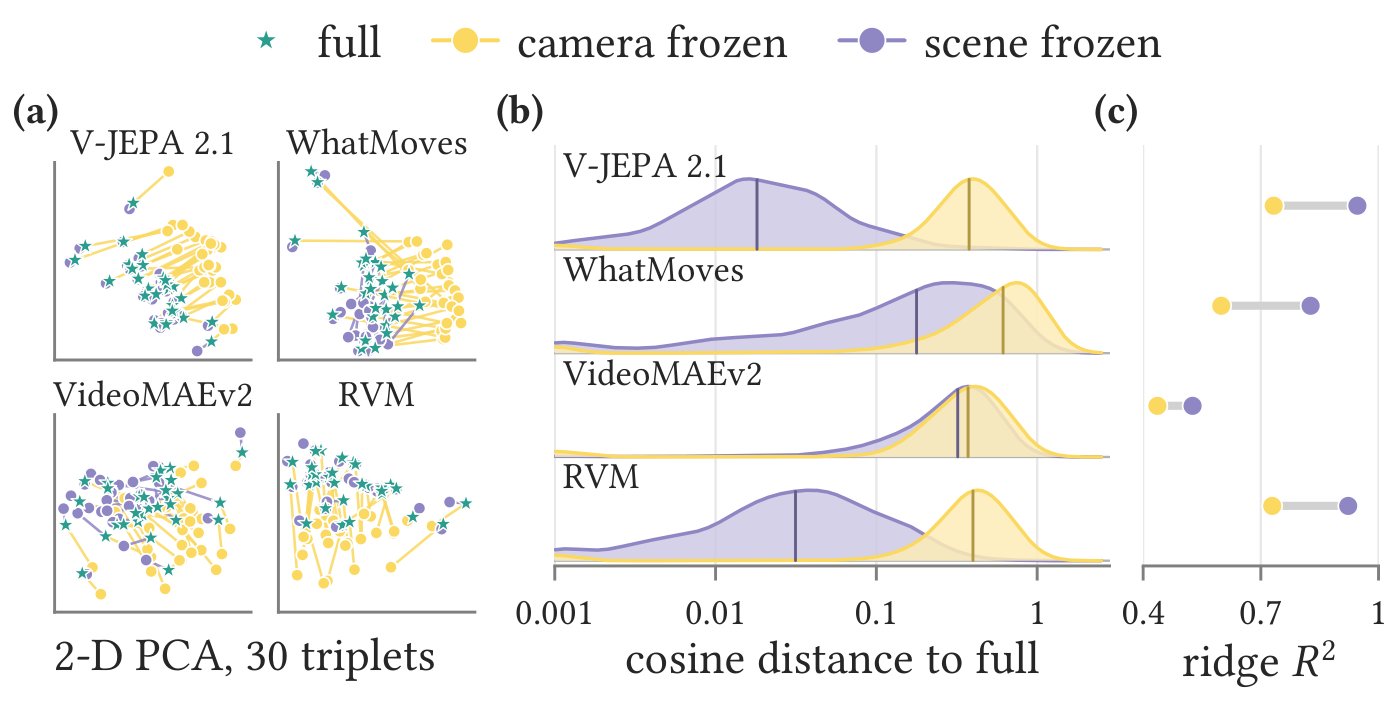 full camera frozen scene frozen
(a) (b) (c)
V-JEPA 2.1 WhatMoves
VideoMAEv2 RVM
2-D PCA, 30 triplets
V-JEPA 2.1
WhatMoves
VideoMAEv2
RVM
0.001 0.01 0.1 1
cosine distance to full
0.4 0.7 1
ridge R²